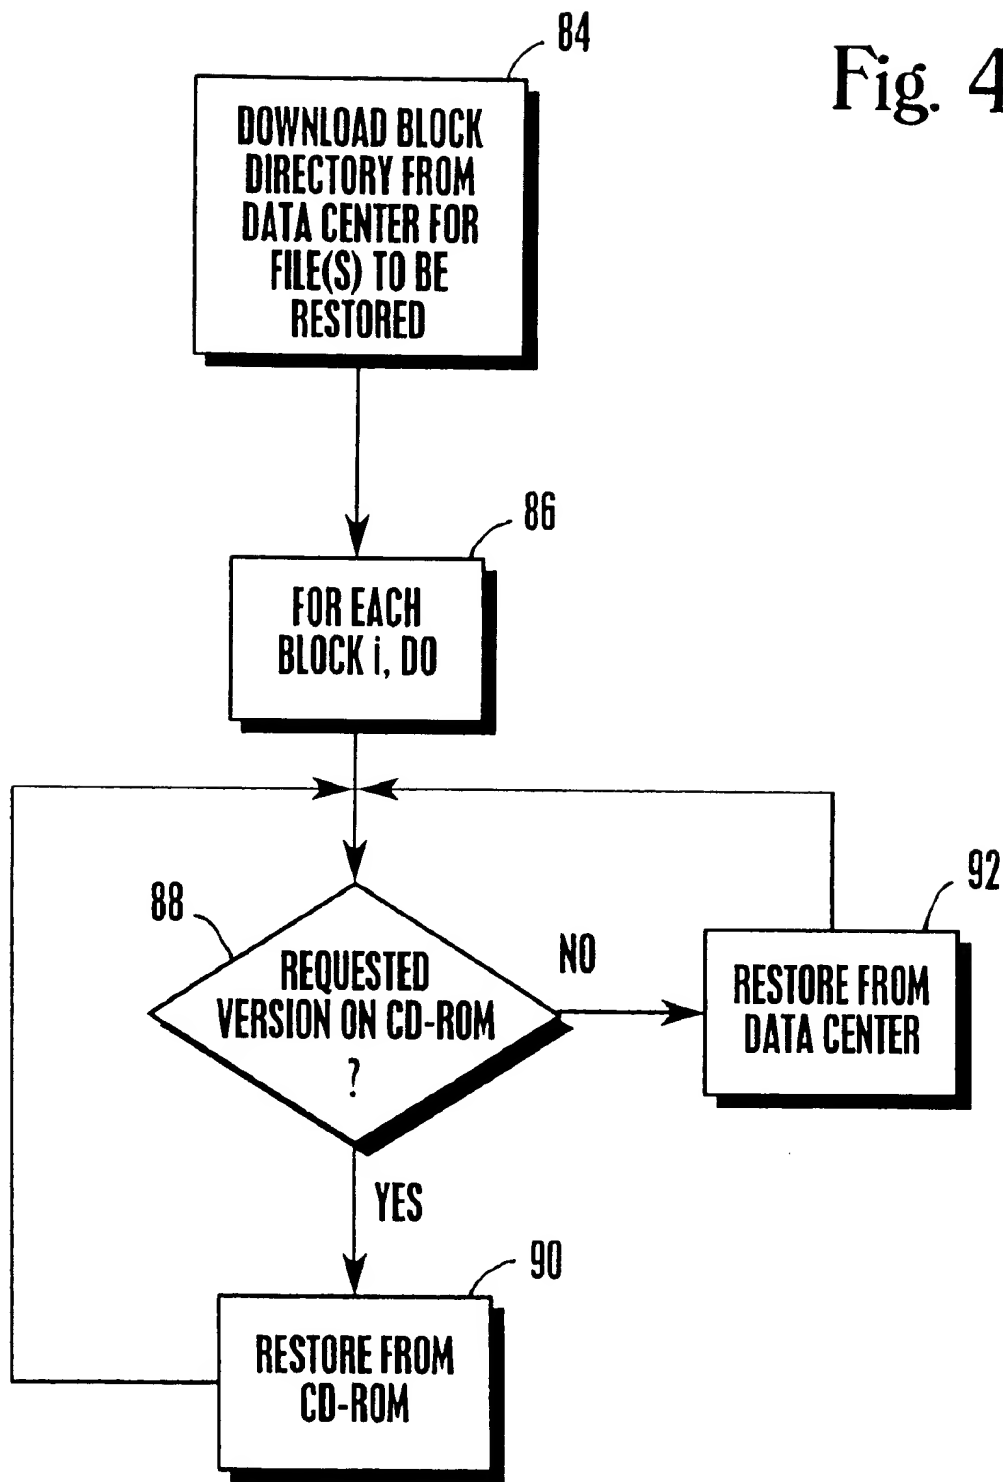 Fig. 4
84
DOWNLOAD BLOCK
DIRECTORY FROM
DATA CENTER FOR
FILE(S) TO BE
RESTORED
86
FOR EACH
BLOCK i, DO
88
REQUESTED
VERSION ON CD-ROM
?
NO
92
RESTORE FROM
DATA CENTER
YES
90
RESTORE FROM
CD-ROM